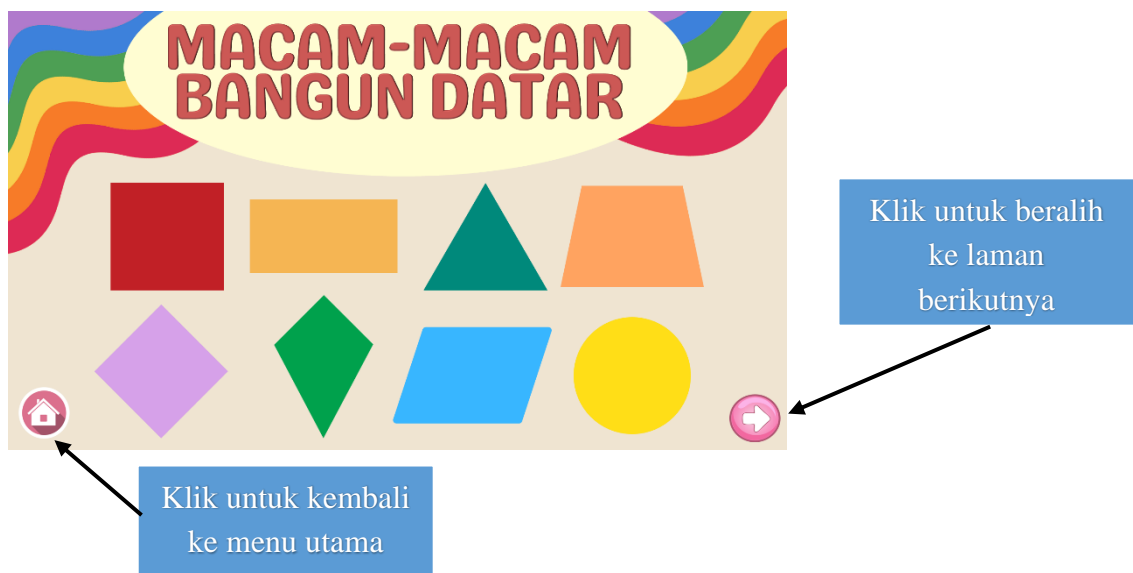 MACAM-MACAM
BANGUN DATAR
Klik untuk beralih
ke laman
berikutnya
Klik untuk kembali
ke menu utama